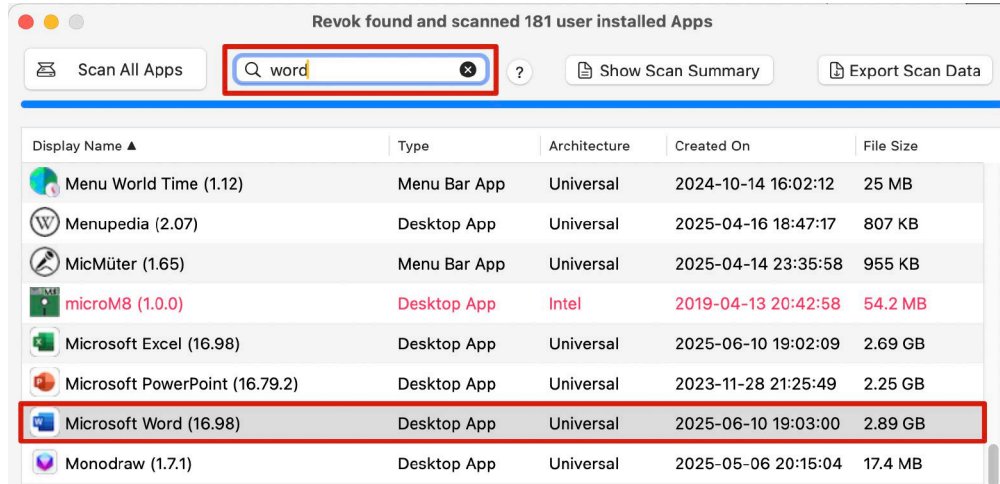 Revok found and scanned 181 user installed Apps
Scan All Apps word ? Show Scan Summary Export Scan Data
Display Name ▲ Type Architecture Created On File Size
Menu World Time (1.12) Menu Bar App Universal 2024-10-14 16:02:12 25 MB
W Menupedia (2.07) Desktop App Universal 2025-04-16 18:47:17 807 KB
MicMüter (1.65) Menu Bar App Universal 2025-04-14 23:35:58 955 KB
microM8 (1.0.0) Desktop App Intel 2019-04-13 20:42:58 54.2 MB
Microsoft Excel (16.98) Desktop App Universal 2025-06-10 19:02:09 2.69 GB
Microsoft PowerPoint (16.79.2) Desktop App Universal 2023-11-28 21:25:49 2.25 GB
Microsoft Word (16.98) Desktop App Universal 2025-06-10 19:03:00 2.89 GB
Monodraw (1.7.1) Desktop App Universal 2025-05-06 20:15:04 17.4 MB